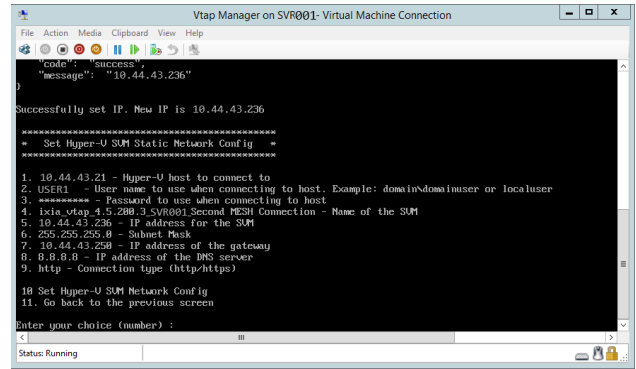 Vtap Manager on SVR001- Virtual Machine Connection
File Action Media Clipboard View Help
"code": "success",
"message": "10.44.43.236"
}
Successfully set IP. New IP is 10.44.43.236
***********************************************
* Set Hyper-V SVM Static Network Config *
***********************************************
1. 10.44.43.21 - Hyper-V host to connect to
2. USER1 - User name to use when connecting to host. Example: domain\domainuser or localuser
3. ********* - Password to use when connecting to host
4. ixia_vtap_4.5.200.3_SVR001_Second MESH Connection - Name of the SVM
5. 10.44.43.236 - IP address for the SVM
6. 255.255.255.0 - Subnet Mask
7. 10.44.43.250 - IP address of the gateway
8. 8.8.8.8 - IP address of the DNS server
9. http - Connection type (http/https)
10 Set Hyper-V SVM Network Config
11. Go back to the previous screen
Enter your choice (number) :
Status: Running